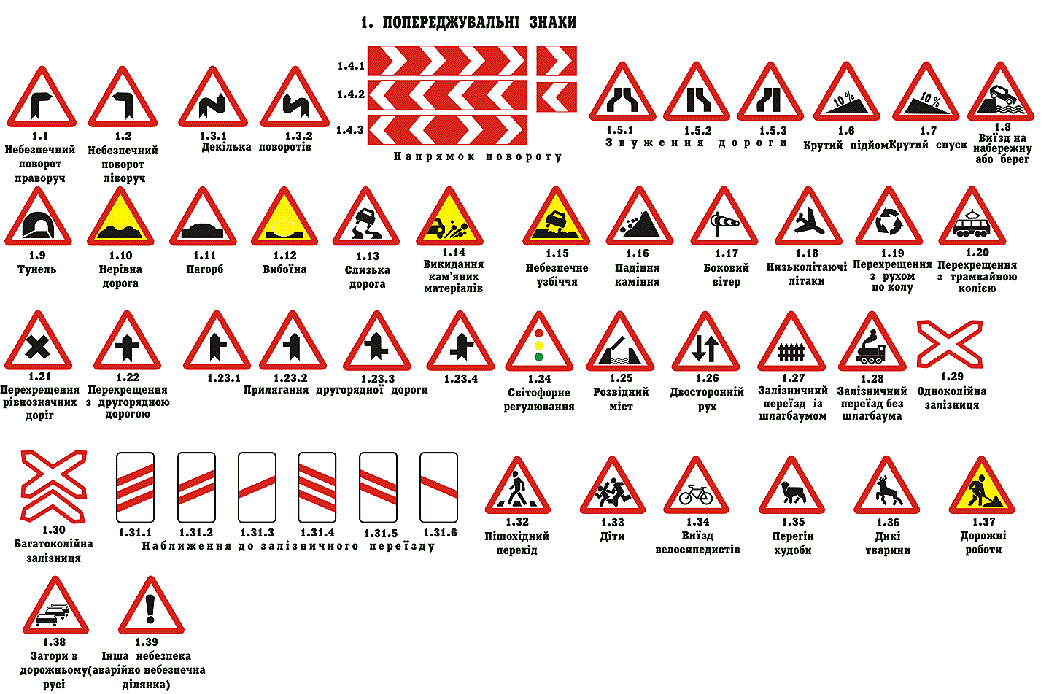 1. ПОПЕРЕДЖУВАЛЬНІ ЗНАКИ
1.4.1
1.4.2
1.4.3
Напрямок повороту
1.1
Небезпечний
поворот
праворуч
1.2
Небезпечний
поворот
ліворуч
1.3.1 1.3.2
Декілька поворотів
1.5.1 1.5.2 1.5.3
Звуження дороги
10%
1.6
Крутий підйом
10%
1.7
Крутий спуск
1.8
Виїзд на
набережну
або берег
1.9
Тунель
1.10
Нерівна
дорога
1.11
Пагорб
1.12
Вибоїна
1.13
Слизька
дорога
1.14
Викидання
кам'яних
матеріалів
1.15
Небезпечне
узбіччя
1.16
Падіння
каміння
1.17
Боковий
вітер
1.18
Низьколітаючі
літаки
1.19
Перехрещення
з рухом
по колу
1.20
Перехрещення
з трамвайною
колією
1.21
Перехрещення
рівнозначних
доріг
1.22
Перехрещення
з другорядною
дорогою
1.23.1 1.23.2 1.23.3 1.23.4
Прилягання другорядної дороги
1.24
Світофорне
регулювання
1.25
Розвідний
міст
1.26
Двосторонній
рух
1.27
Залізничний
переїзд із
шлагбаумом
1.28
Залізничний
переїзд без
шлагбаума
1.29
Одноколійна
залізниця
1.30
Багатоколійна
залізниця
1.31.1 1.31.2 1.31.3 1.31.4 1.31.5 1.31.6
Наближення до залізничного переїзду
1.32
Пішохідний
перехід
1.33
Діти
1.34
Виїзд
велосипедистів
1.35
Перегін
худоби
1.36
Дикі
тварини
1.37
Дорожні
роботи
1.38
Затори в
дорожньому
русі
1.39
Інша небезпека
(аварійно небезпечна
ділянка)